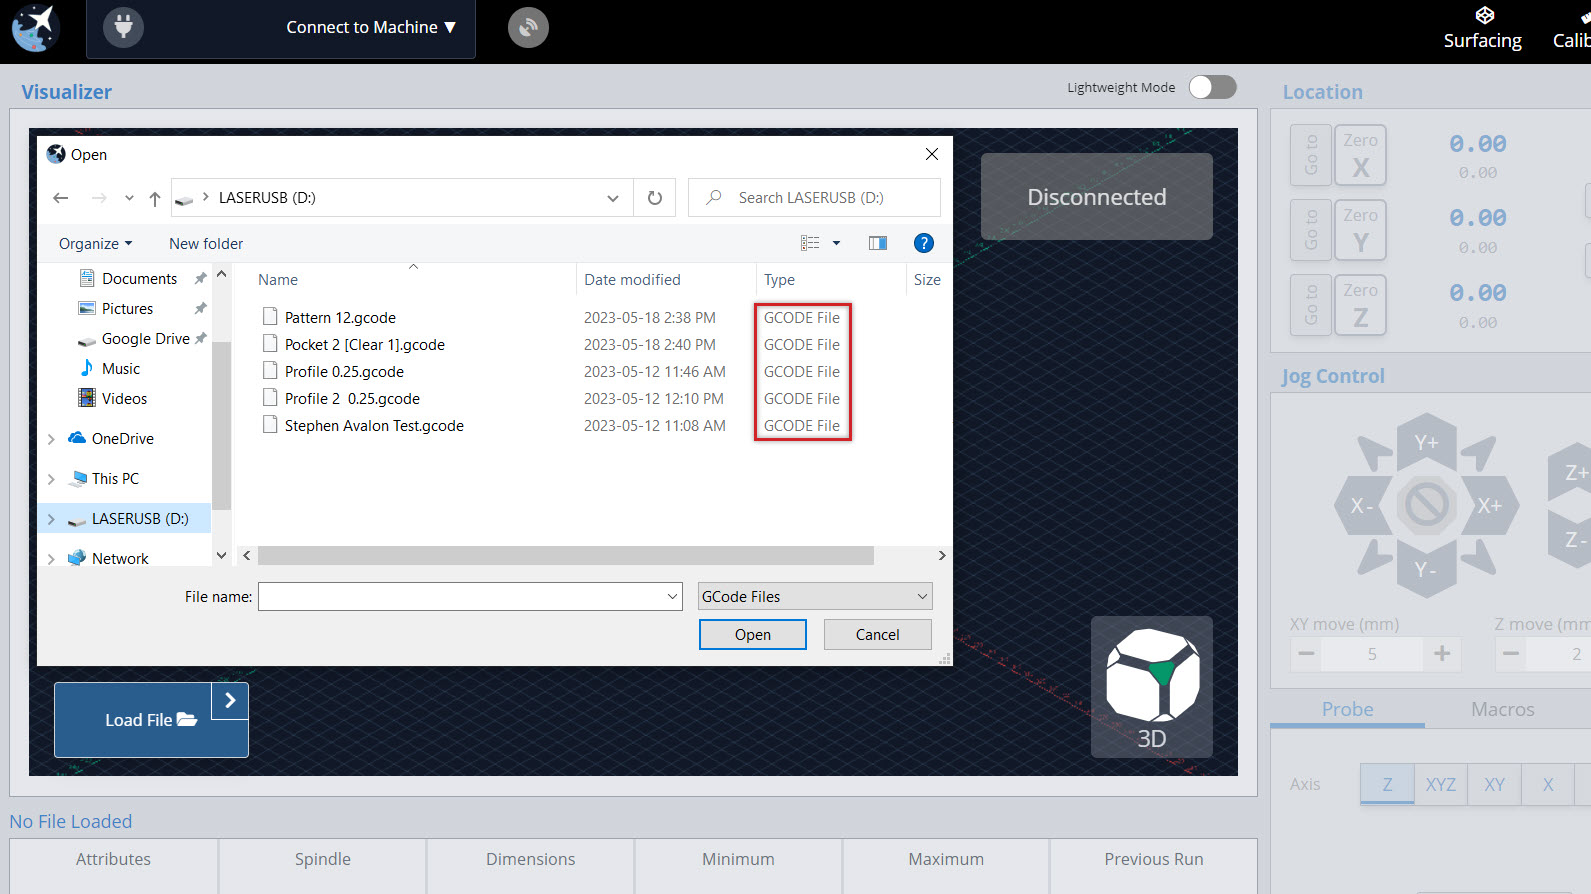 Connect to Machine ▼
Surfacing
Calib
Visualizer
Lightweight Mode
Location
Open
LASERUSB (D:)
Search LASERUSB (D:)
Disconnected
Organize
New folder
?
Documents
Pictures
Google Drive
Music
Videos
OneDrive
This PC
LASERUSB (D:)
Network
Name Date modified Type Size
Pattern 12.gcode 2023-05-18 2:38 PM GCODE File
Pocket 2 [Clear 1].gcode 2023-05-18 2:40 PM GCODE File
Profile 0.25.gcode 2023-05-12 11:46 AM GCODE File
Profile 2  0.25.gcode 2023-05-12 12:10 PM GCODE File
Stephen Avalon Test.gcode 2023-05-12 11:08 AM GCODE File
File name:
GCode Files
Open
Cancel
Load File
3D
Go to Zero X 0.00
0.00
Go to Zero Y 0.00
0.00
Go to Zero Z 0.00
0.00
Jog Control
Y+
X-
X+
Y-
Z+
Z-
XY move (mm)
5
Z move (mm
2
Probe
Macros
Axis
Z
XYZ
XY
X
No File Loaded
Attributes
Spindle
Dimensions
Minimum
Maximum
Previous Run